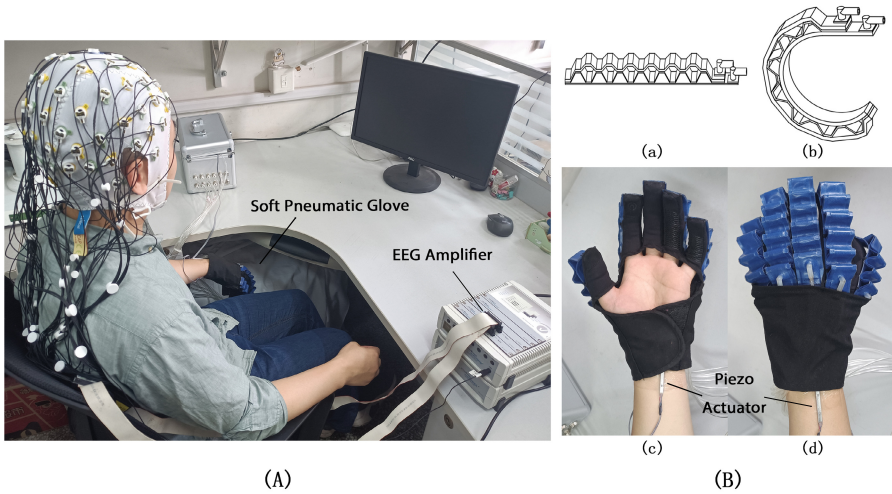 Soft Pneumatic Glove
EEG Amplifier
(A)
(a)
(b)
Piezo
Actuator
(c)
(d)
(B)